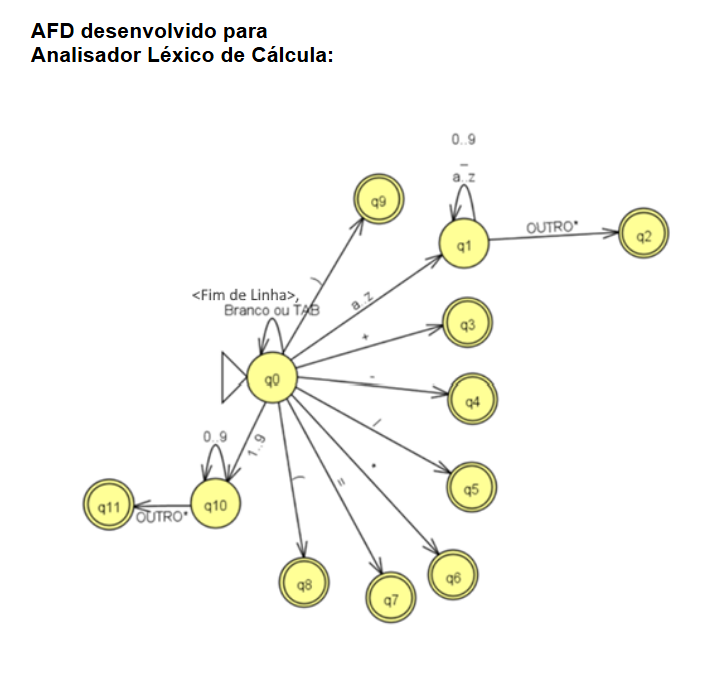 AFD desenvolvido para
Analisador Léxico de Cálcula:
0..9
_
a..z
q9
q1
OUTRO*
q2
<Fim de Linha>,
Branco ou TAB
)
a..z
+
q3
q0
-
q4
/
q5
0..9
1..9
(
=
*
q10
q11
OUTRO*
q8
q7
q6